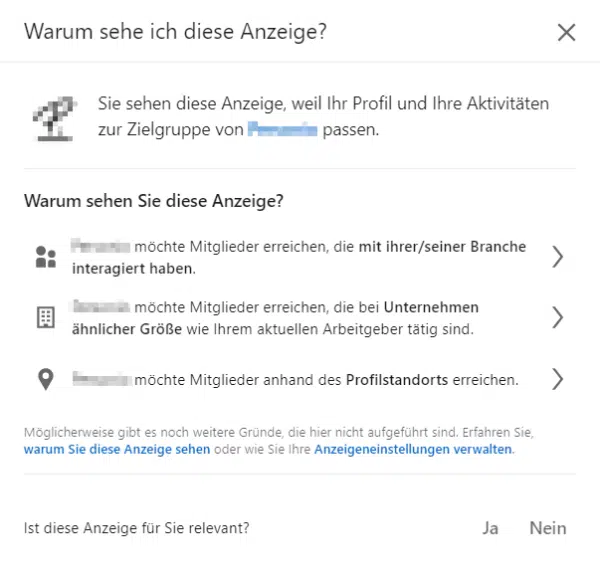 Warum sehe ich diese Anzeige?
Sie sehen diese Anzeige, weil Ihr Profil und Ihre Aktivitäten
zur Zielgruppe von passen.
Warum sehen Sie diese Anzeige?
möchte Mitglieder erreichen, die mit ihrer/seiner Branche
interagiert haben.
möchte Mitglieder erreichen, die bei Unternehmen
ähnlicher Größe wie Ihrem aktuellen Arbeitgeber tätig sind.
möchte Mitglieder anhand des Profilstandorts erreichen.
Möglicherweise gibt es noch weitere Gründe, die hier nicht aufgeführt sind. Erfahren Sie,
warum Sie diese Anzeige sehen oder wie Sie Ihre Anzeigeneinstellungen verwalten.
Ist diese Anzeige für Sie relevant? Ja Nein